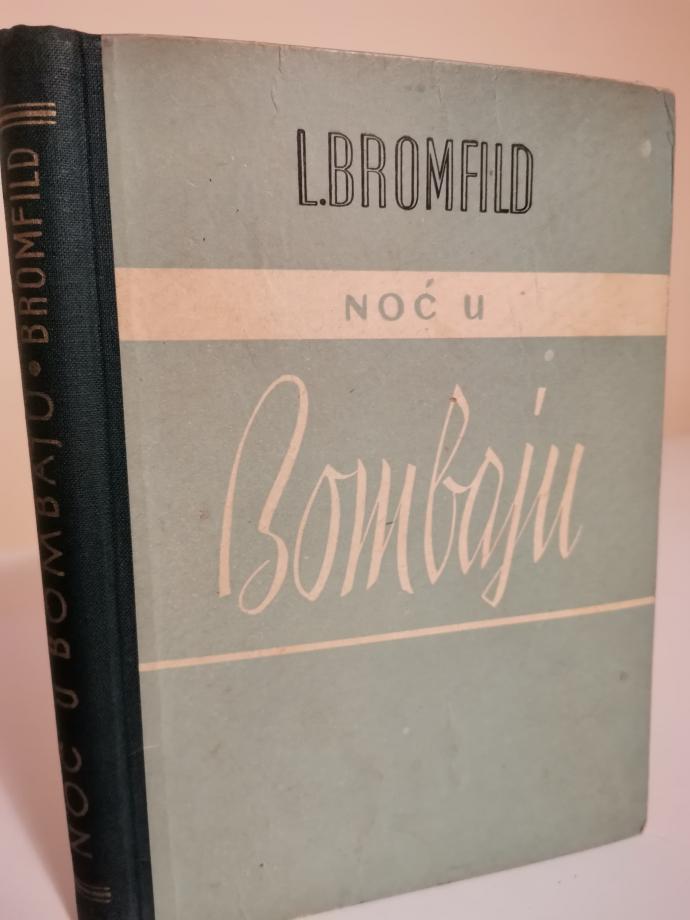 L.BROMFILD
NOĆ U
Bombaju
NOĆ U BOMBAJU • BROMFILD